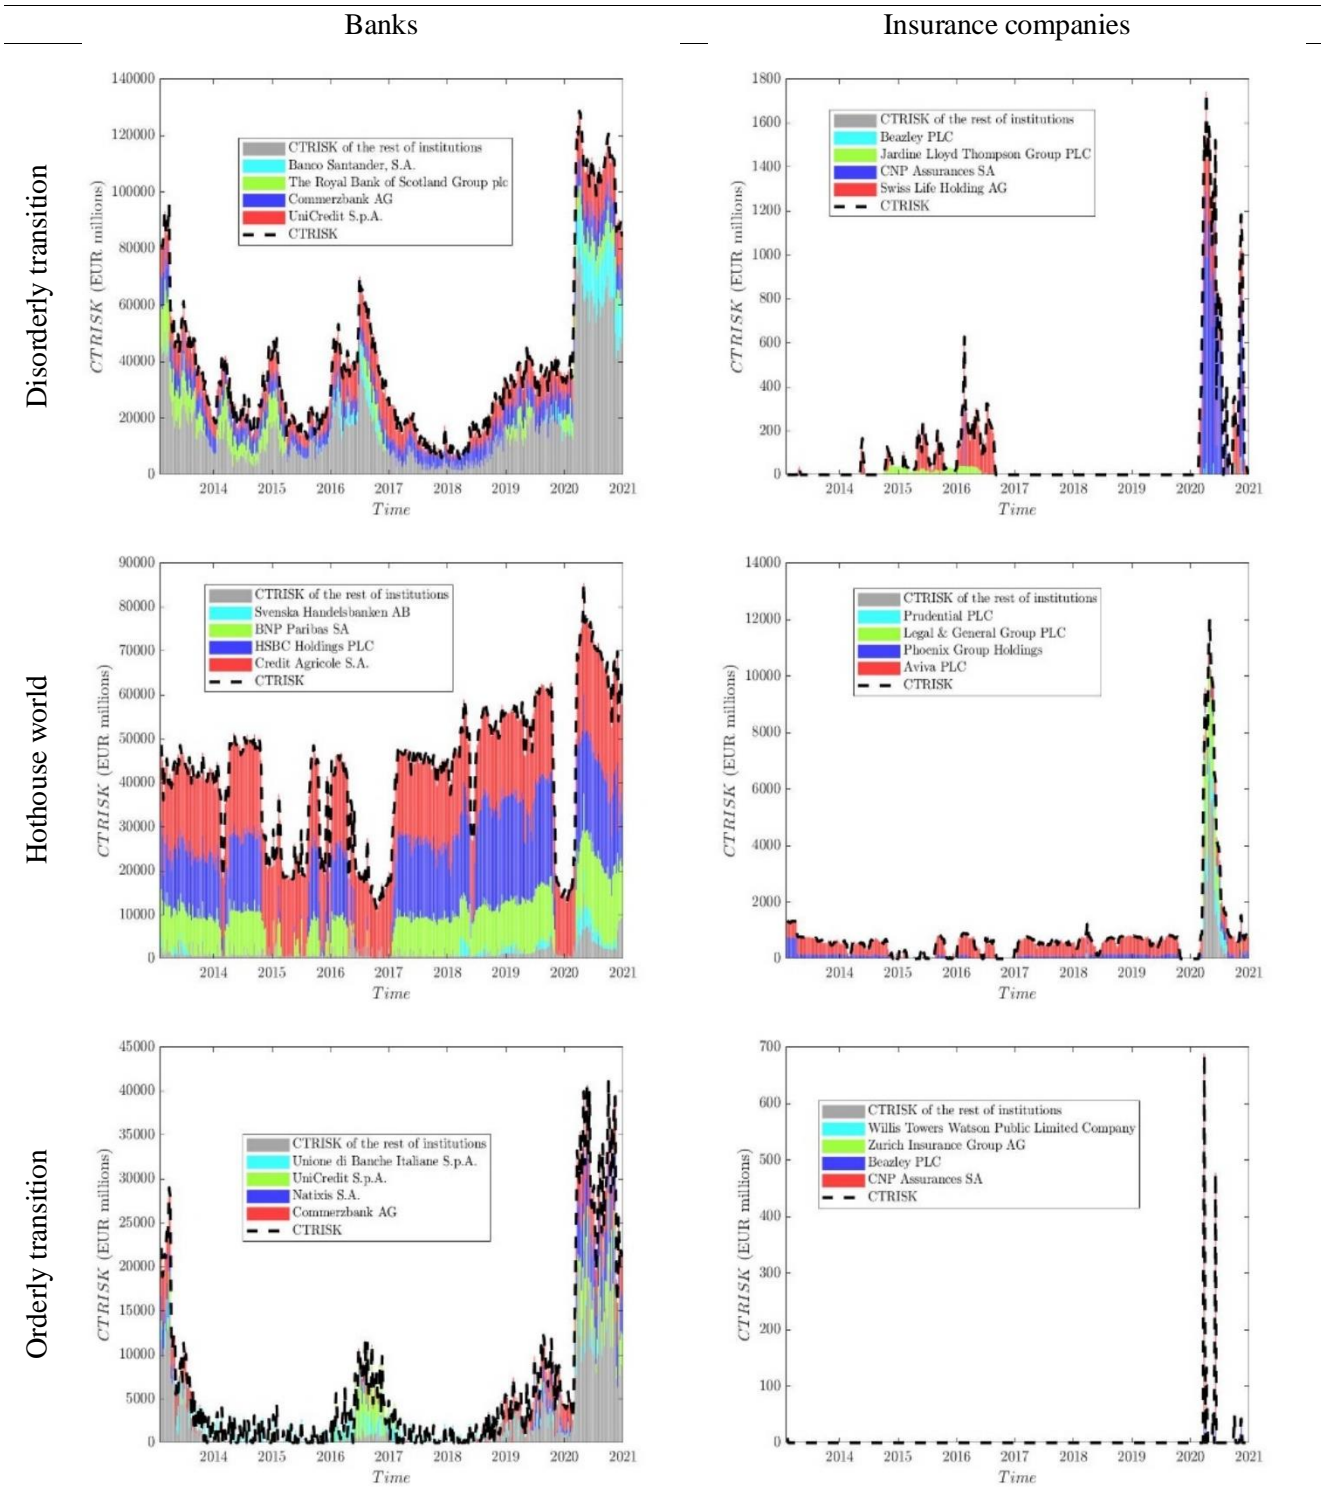 Banks
Insurance companies
Disorderly transition
140000
120000
100000
80000
60000
40000
20000
0
CTRISK (EUR millions)
CTRISK of the rest of institutions
Banco Santander, S.A.
The Royal Bank of Scotland Group plc
Commerzbank AG
UniCredit S.p.A.
CTRISK
2014 2015 2016 2017 2018 2019 2020 2021
Time
1800
1600
1400
1200
1000
800
600
400
200
0
CTRISK (EUR millions)
CTRISK of the rest of institutions
Beazley PLC
Jardine Lloyd Thompson Group PLC
CNP Assurances SA
Swiss Life Holding AG
CTRISK
2014 2015 2016 2017 2018 2019 2020 2021
Time
Hothouse world
90000
80000
70000
60000
50000
40000
30000
20000
10000
0
CTRISK (EUR millions)
CTRISK of the rest of institutions
Svenska Handelsbanken AB
BNP Paribas SA
HSBC Holdings PLC
Credit Agricole S.A.
CTRISK
2014 2015 2016 2017 2018 2019 2020 2021
Time
14000
12000
10000
8000
6000
4000
2000
0
CTRISK (EUR millions)
CTRISK of the rest of institutions
Prudential PLC
Legal & General Group PLC
Phoenix Group Holdings
Aviva PLC
CTRISK
2014 2015 2016 2017 2018 2019 2020 2021
Time
Orderly transition
45000
40000
35000
30000
25000
20000
15000
10000
5000
0
CTRISK (EUR millions)
CTRISK of the rest of institutions
Unione di Banche Italiane S.p.A.
UniCredit S.p.A.
Natixis S.A.
Commerzbank AG
CTRISK
2014 2015 2016 2017 2018 2019 2020 2021
Time
700
600
500
400
300
200
100
0
CTRISK (EUR millions)
CTRISK of the rest of institutions
Willis Towers Watson Public Limited Company
Zurich Insurance Group AG
Beazley PLC
CNP Assurances SA
CTRISK
2014 2015 2016 2017 2018 2019 2020 2021
Time